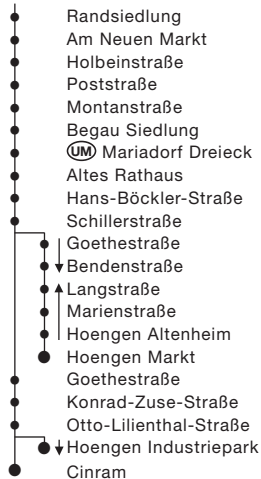 Randsiedlung
Am Neuen Markt
Holbeinstraße
Poststraße
Montanstraße
Begau Siedlung
UM Mariadorf Dreieck
Altes Rathaus
Hans-Böckler-Straße
Schillerstraße
Goethestraße
Bendenstraße
Langstraße
Marienstraße
Hoengen Altenheim
Hoengen Markt
Goethestraße
Konrad-Zuse-Straße
Otto-Lilienthal-Straße
Hoengen Industriepark
Cinram